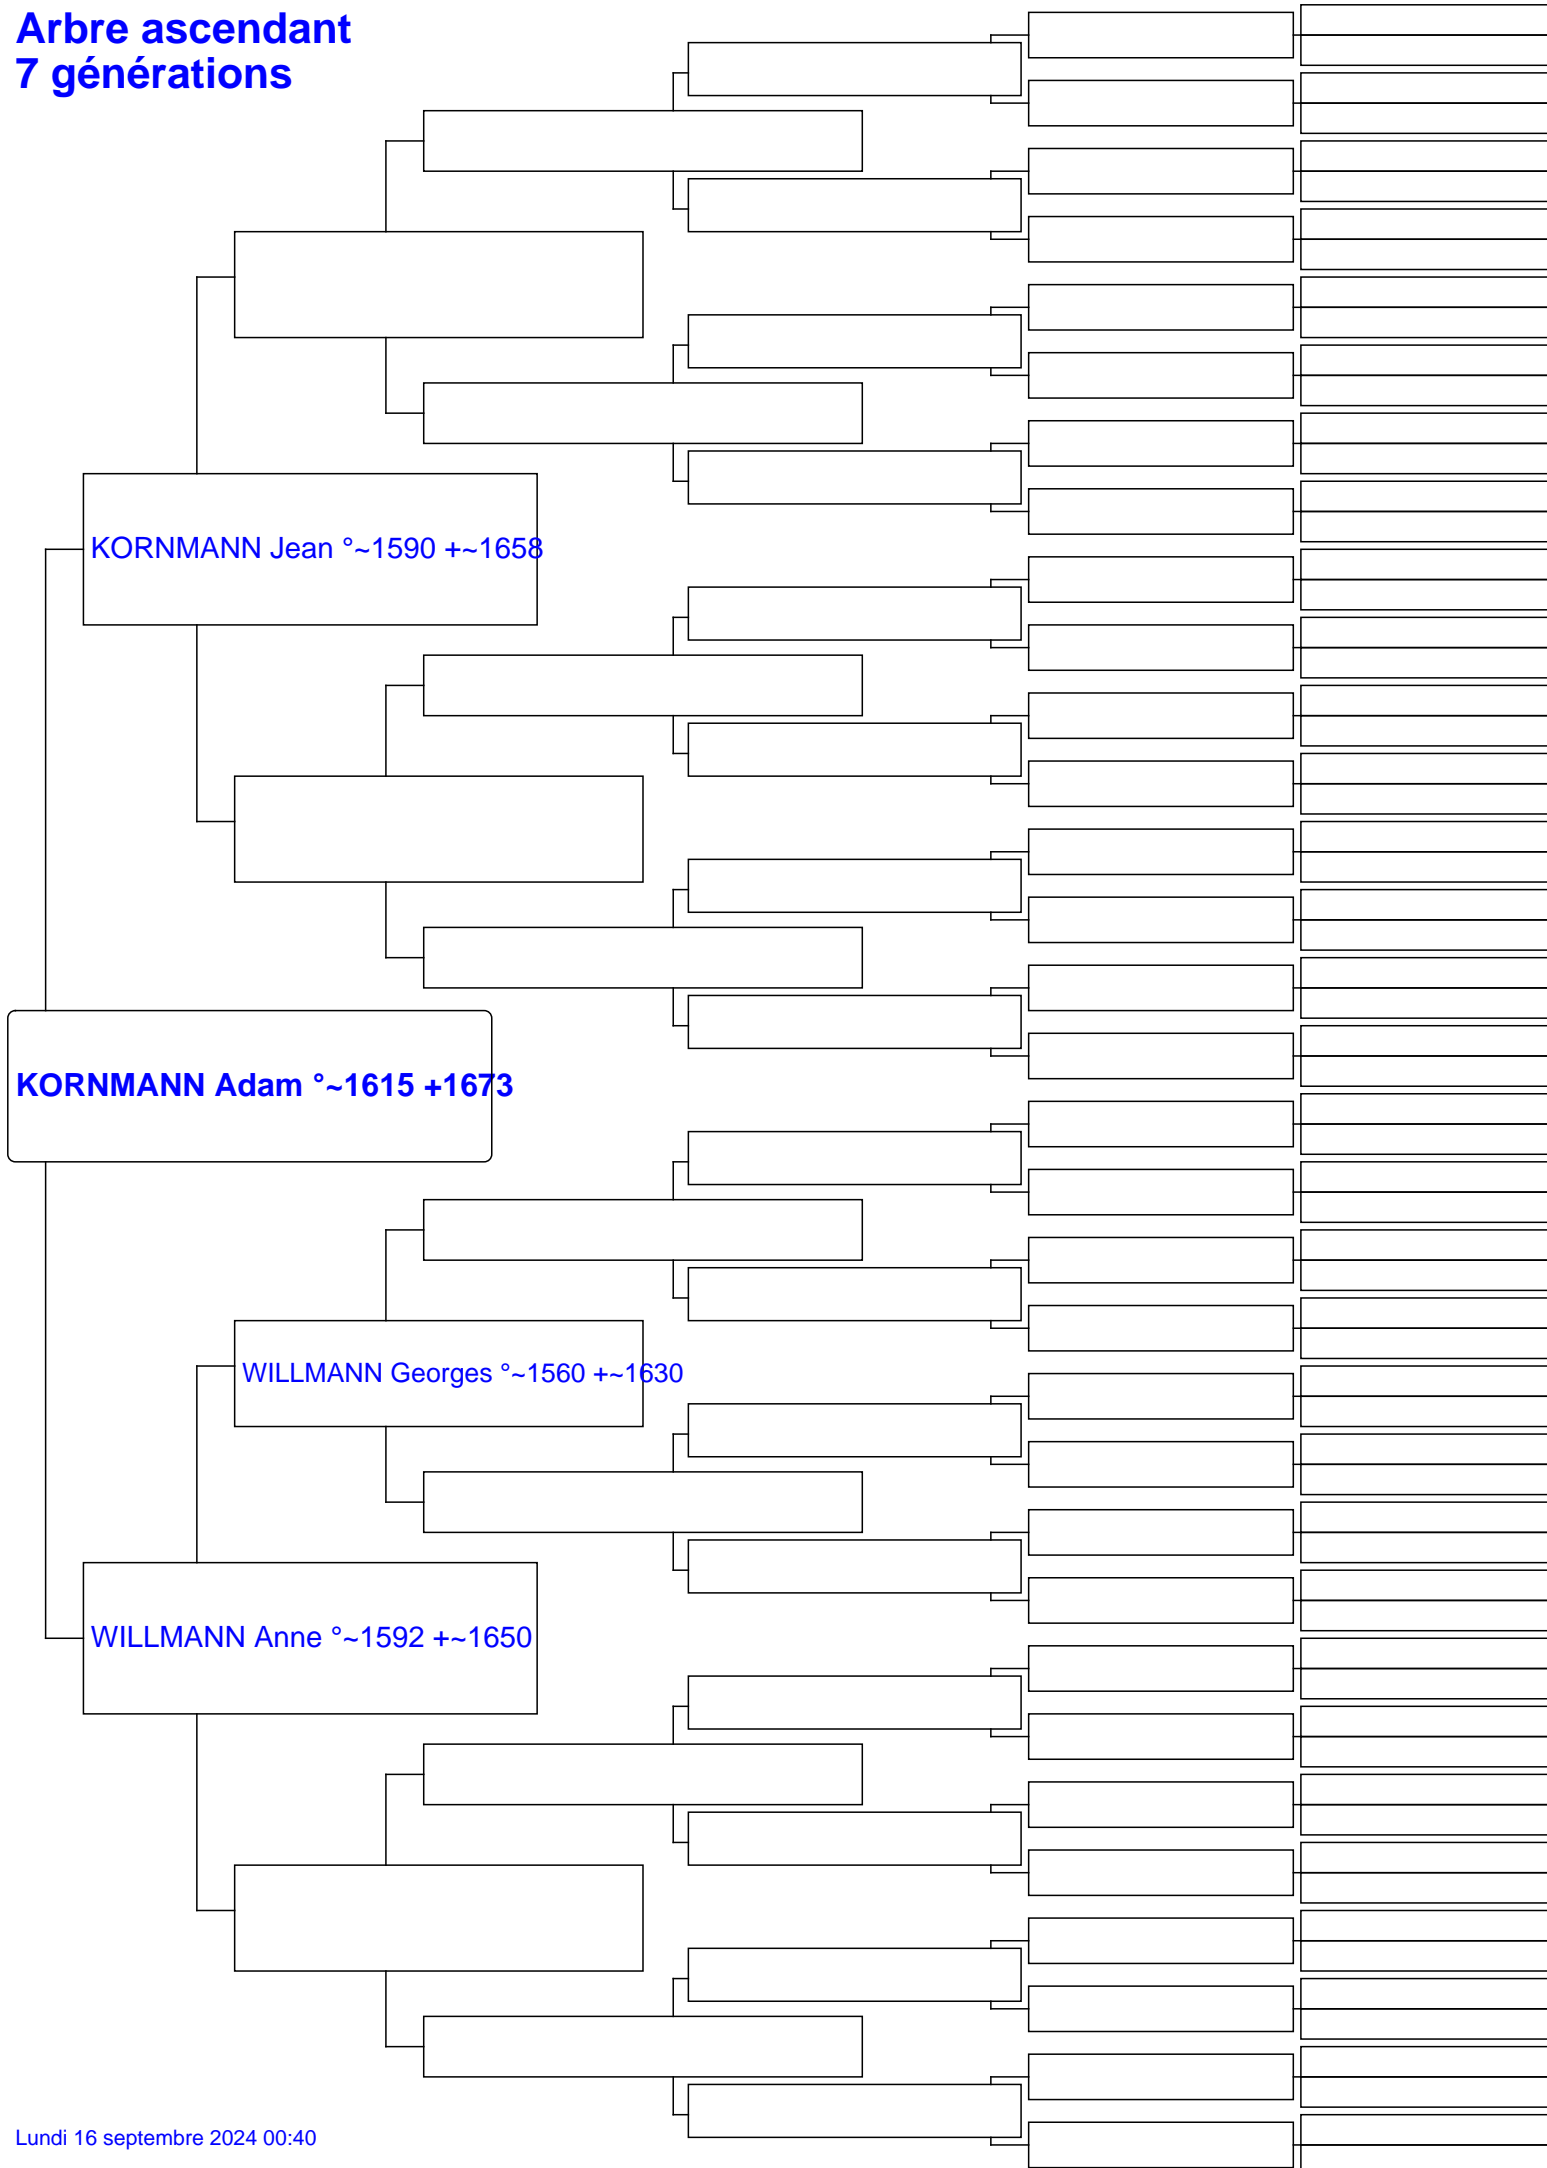 Arbre ascendant
7 générations
KORNMANN Jean °~1590 +~1658
KORNMANN Adam °~1615 +1673
WILLMANN Georges °~1560 +~1630
WILLMANN Anne °~1592 +~1650
Lundi 16 septembre 2024 00:40